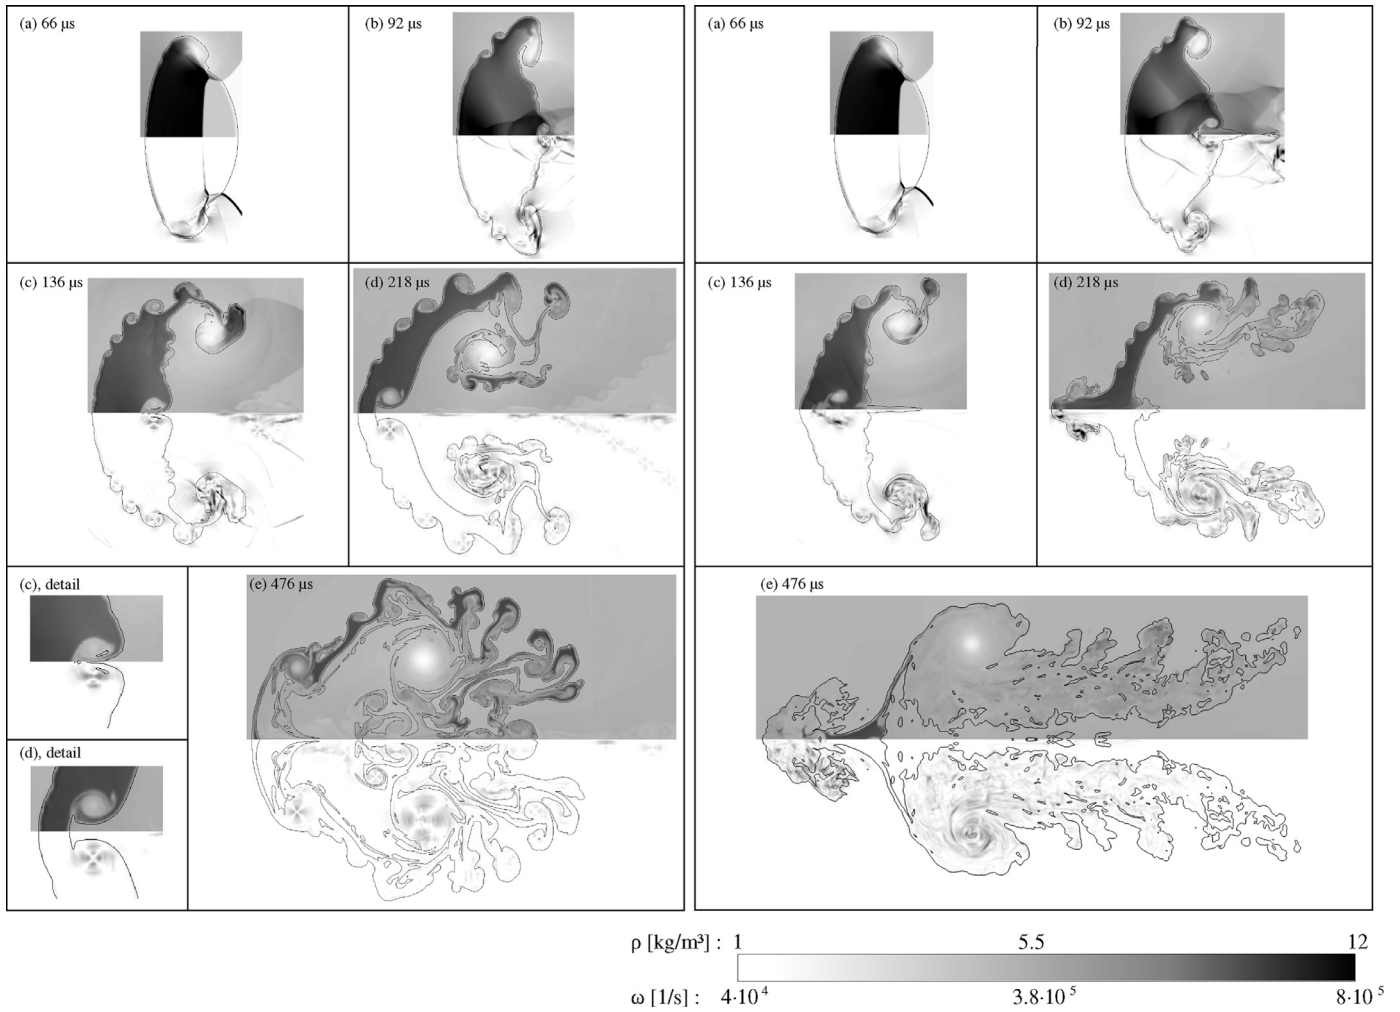 (a) 66 µs
(b) 92 µs
(a) 66 µs
(b) 92 µs
(c) 136 µs
(d) 218 µs
(c) 136 µs
(d) 218 µs
(c), detail
(e) 476 µs
(e) 476 µs
(d), detail
ρ [kg/m³] : 1 5.5 12
ω [1/s] : 4·10⁴ 3.8·10⁵ 8·10⁵